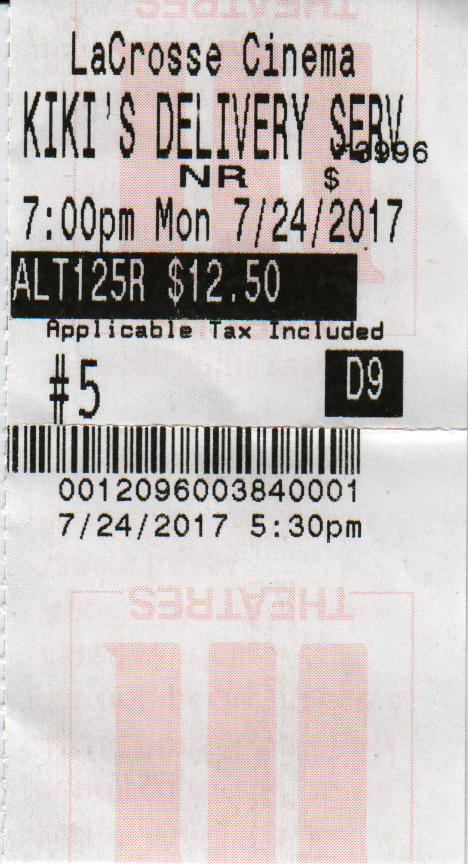 THEATRES
LaCrosse Cinema
KIKI'S DELIVERY SERV
NR $
7:00pm Mon 7/24/2017
ALT125R $12.50
Applicable Tax Included
#5 D9
0012096003840001
7/24/2017 5:30pm
THEATRES